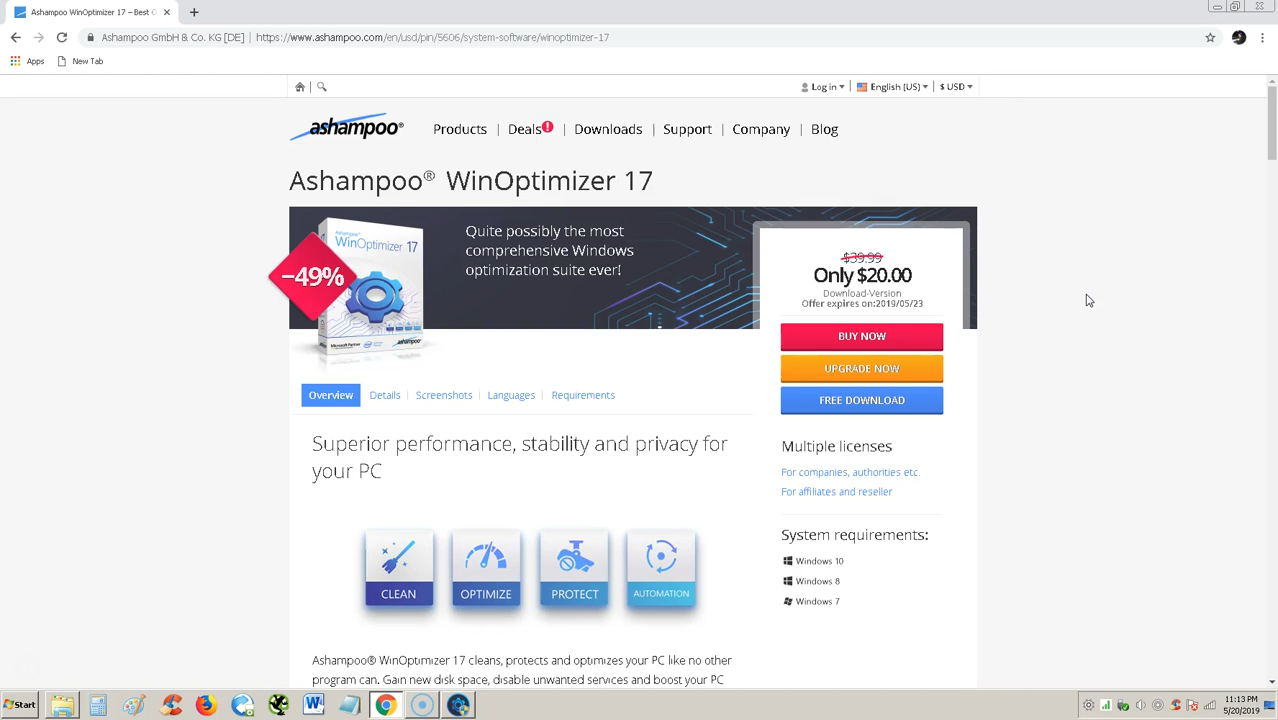 Ashampoo WinOptimizer 17 – Best O
Ashampoo GmbH & Co. KG [DE] | https://www.ashampoo.com/en/usd/pin/5606/system-software/winoptimizer-17
Apps New Tab
Log in English (US) $ USD
ashampoo® Products Deals! Downloads Support Company Blog
Ashampoo® WinOptimizer 17
Ashampoo®
WinOptimizer 17
-49%
Microsoft Partner intel ashampoo
Quite possibly the most
comprehensive Windows
optimization suite ever!
$39.99
Only $20.00
Download-Version
Offer expires on:2019/05/23
BUY NOW
UPGRADE NOW
FREE DOWNLOAD
Overview Details Screenshots Languages Requirements
Superior performance, stability and privacy for
your PC
CLEAN OPTIMIZE PROTECT AUTOMATION
Ashampoo® WinOptimizer 17 cleans, protects and optimizes your PC like no other
program can. Gain new disk space, disable unwanted services and boost your PC
Multiple licenses
For companies, authorities etc.
For affiliates and reseller
System requirements:
Windows 10
Windows 8
Windows 7
Start
11:13 PM
5/20/2019